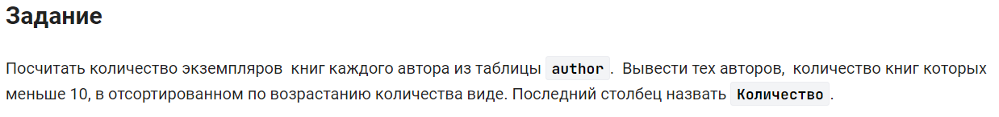 Задание
Посчитать количество экземпляров книг каждого автора из таблицы author. Вывести тех авторов, количество книг которых
меньше 10, в отсортированном по возрастанию количества виде. Последний столбец назвать Количество.